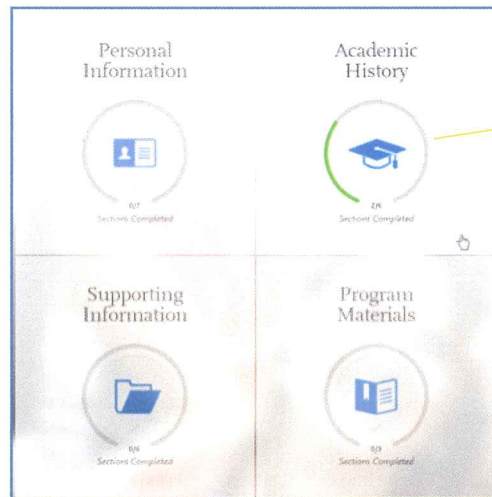 Personal
Information
0/7
Sections Completed
Academic
History
2/6
Sections Completed
Supporting
Information
0/6
Sections Completed
Program
Materials
0/3
Sections Completed